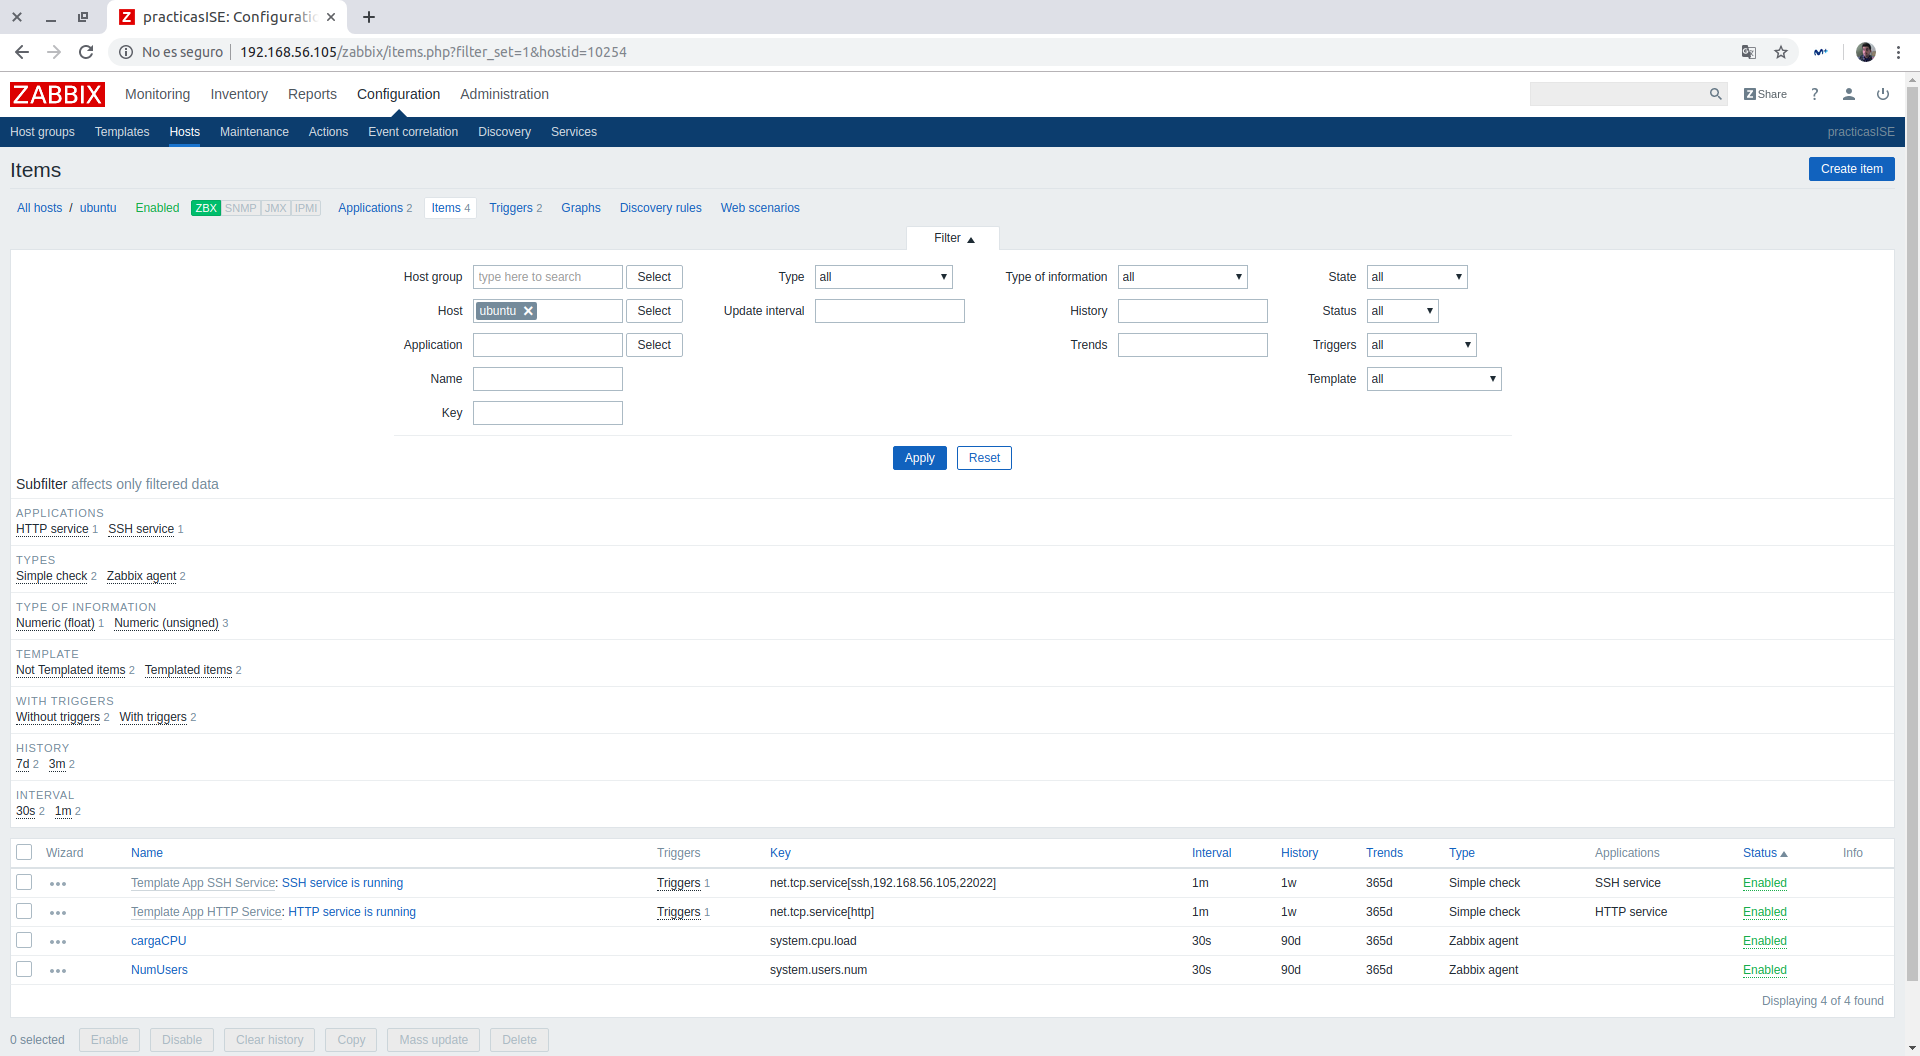 practicasISE: Configuratio
No es seguro 192.168.56.105/zabbix/items.php?filter_set=1&hostid=10254
ZABBIX Monitoring Inventory Reports Configuration Administration Z Share ?
Host groups Templates Hosts Maintenance Actions Event correlation Discovery Services practicasISE
Items Create item
All hosts / ubuntu Enabled ZBX SNMP JMX IPMI Applications 2 Items 4 Triggers 2 Graphs Discovery rules Web scenarios
Filter
Host group type here to search Select Type all Type of information all State all
Host ubuntu Select Update interval History Status all
Application Select Trends Triggers all
Name Template all
Key
Apply Reset
Subfilter affects only filtered data
APPLICATIONS
HTTP service 1 SSH service 1
TYPES
Simple check 2 Zabbix agent 2
TYPE OF INFORMATION
Numeric (float) 1 Numeric (unsigned) 3
TEMPLATE
Not Templated items 2 Templated items 2
WITH TRIGGERS
Without triggers 2 With triggers 2
HISTORY
7d 2 3m 2
INTERVAL
30s 2 1m 2
Wizard Name Triggers Key Interval History Trends Type Applications Status Info
Template App SSH Service: SSH service is running Triggers 1 net.tcp.service[ssh,192.168.56.105,22022] 1m 1w 365d Simple check SSH service Enabled
Template App HTTP Service: HTTP service is running Triggers 1 net.tcp.service[http] 1m 1w 365d Simple check HTTP service Enabled
cargaCPU system.cpu.load 30s 90d 365d Zabbix agent Enabled
NumUsers system.users.num 30s 90d 365d Zabbix agent Enabled
Displaying 4 of 4 found
0 selected Enable Disable Clear history Copy Mass update Delete